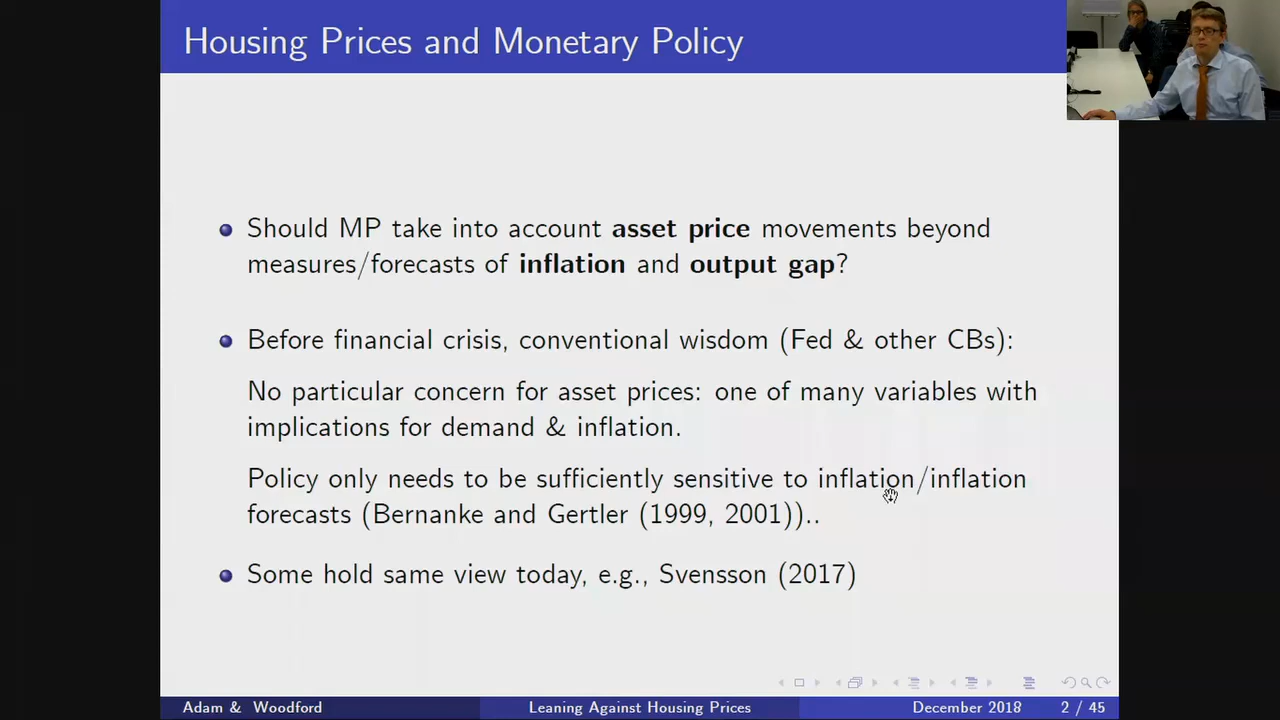 Housing Prices and Monetary Policy
Should MP take into account asset price movements beyond
measures/forecasts of inflation and output gap?
Before financial crisis, conventional wisdom (Fed & other CBs):
No particular concern for asset prices: one of many variables with
implications for demand & inflation.
Policy only needs to be sufficiently sensitive to inflation/inflation
forecasts (Bernanke and Gertler (1999, 2001))..
Some hold same view today, e.g., Svensson (2017)
Adam & Woodford
Leaning Against Housing Prices
December 2018
2 / 45